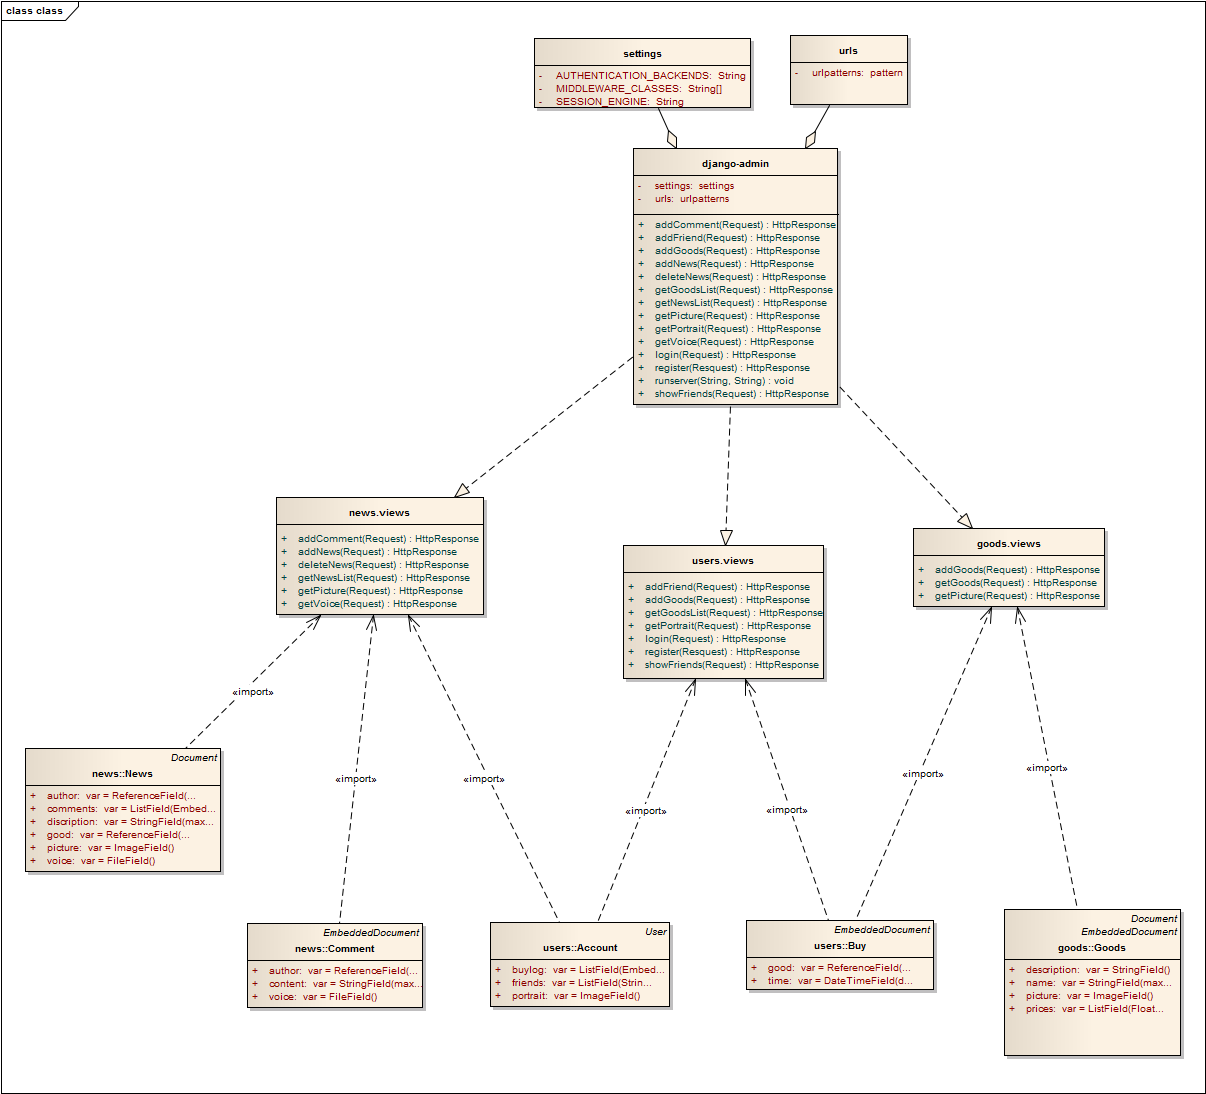 class class
settings
- AUTHENTICATION_BACKENDS: String
- MIDDLEWARE_CLASSES: String[]
- SESSION_ENGINE: String
urls
- urlpatterns: pattern
django-admin
- settings: settings
- urls: urlpatterns
+ addComment(Request) : HttpResponse
+ addFriend(Request) : HttpResponse
+ addGoods(Request) : HttpResponse
+ addNews(Request) : HttpResponse
+ deleteNews(Request) : HttpResponse
+ getGoodsList(Request) : HttpResponse
+ getNewsList(Request) : HttpResponse
+ getPicture(Request) : HttpResponse
+ getPortrait(Request) : HttpResponse
+ getVoice(Request) : HttpResponse
+ login(Request) : HttpResponse
+ register(Resquest) : HttpResponse
+ runserver(String, String) : void
+ showFriends(Request) : HttpResponse
news.views
+ addComment(Request) : HttpResponse
+ addNews(Request) : HttpResponse
+ deleteNews(Request) : HttpResponse
+ getNewsList(Request) : HttpResponse
+ getPicture(Request) : HttpResponse
+ getVoice(Request) : HttpResponse
users.views
+ addFriend(Request) : HttpResponse
+ addGoods(Request) : HttpResponse
+ getGoodsList(Request) : HttpResponse
+ getPortrait(Request) : HttpResponse
+ login(Request) : HttpResponse
+ register(Resquest) : HttpResponse
+ showFriends(Request) : HttpResponse
goods.views
+ addGoods(Request) : HttpResponse
+ getGoods(Request) : HttpResponse
+ getPicture(Request) : HttpResponse
«import»
«import»
«import»
«import»
«import»
«import»
«import»
Document
news::News
+ author: var = ReferenceField(...
+ comments: var = ListField(Embed...
+ discription: var = StringField(max...
+ good: var = ReferenceField(...
+ picture: var = ImageField()
+ voice: var = FileField()
EmbeddedDocument
news::Comment
+ author: var = ReferenceField(...
+ content: var = StringField(max...
+ voice: var = FileField()
User
users::Account
+ buylog: var = ListField(Embed...
+ friends: var = ListField(Strin...
+ portrait: var = ImageField()
EmbeddedDocument
users::Buy
+ good: var = ReferenceField(...
+ time: var = DateTimeField(d...
Document
EmbeddedDocument
goods::Goods
+ description: var = StringField()
+ name: var = StringField(max...
+ picture: var = ImageField()
+ prices: var = ListField(Float...